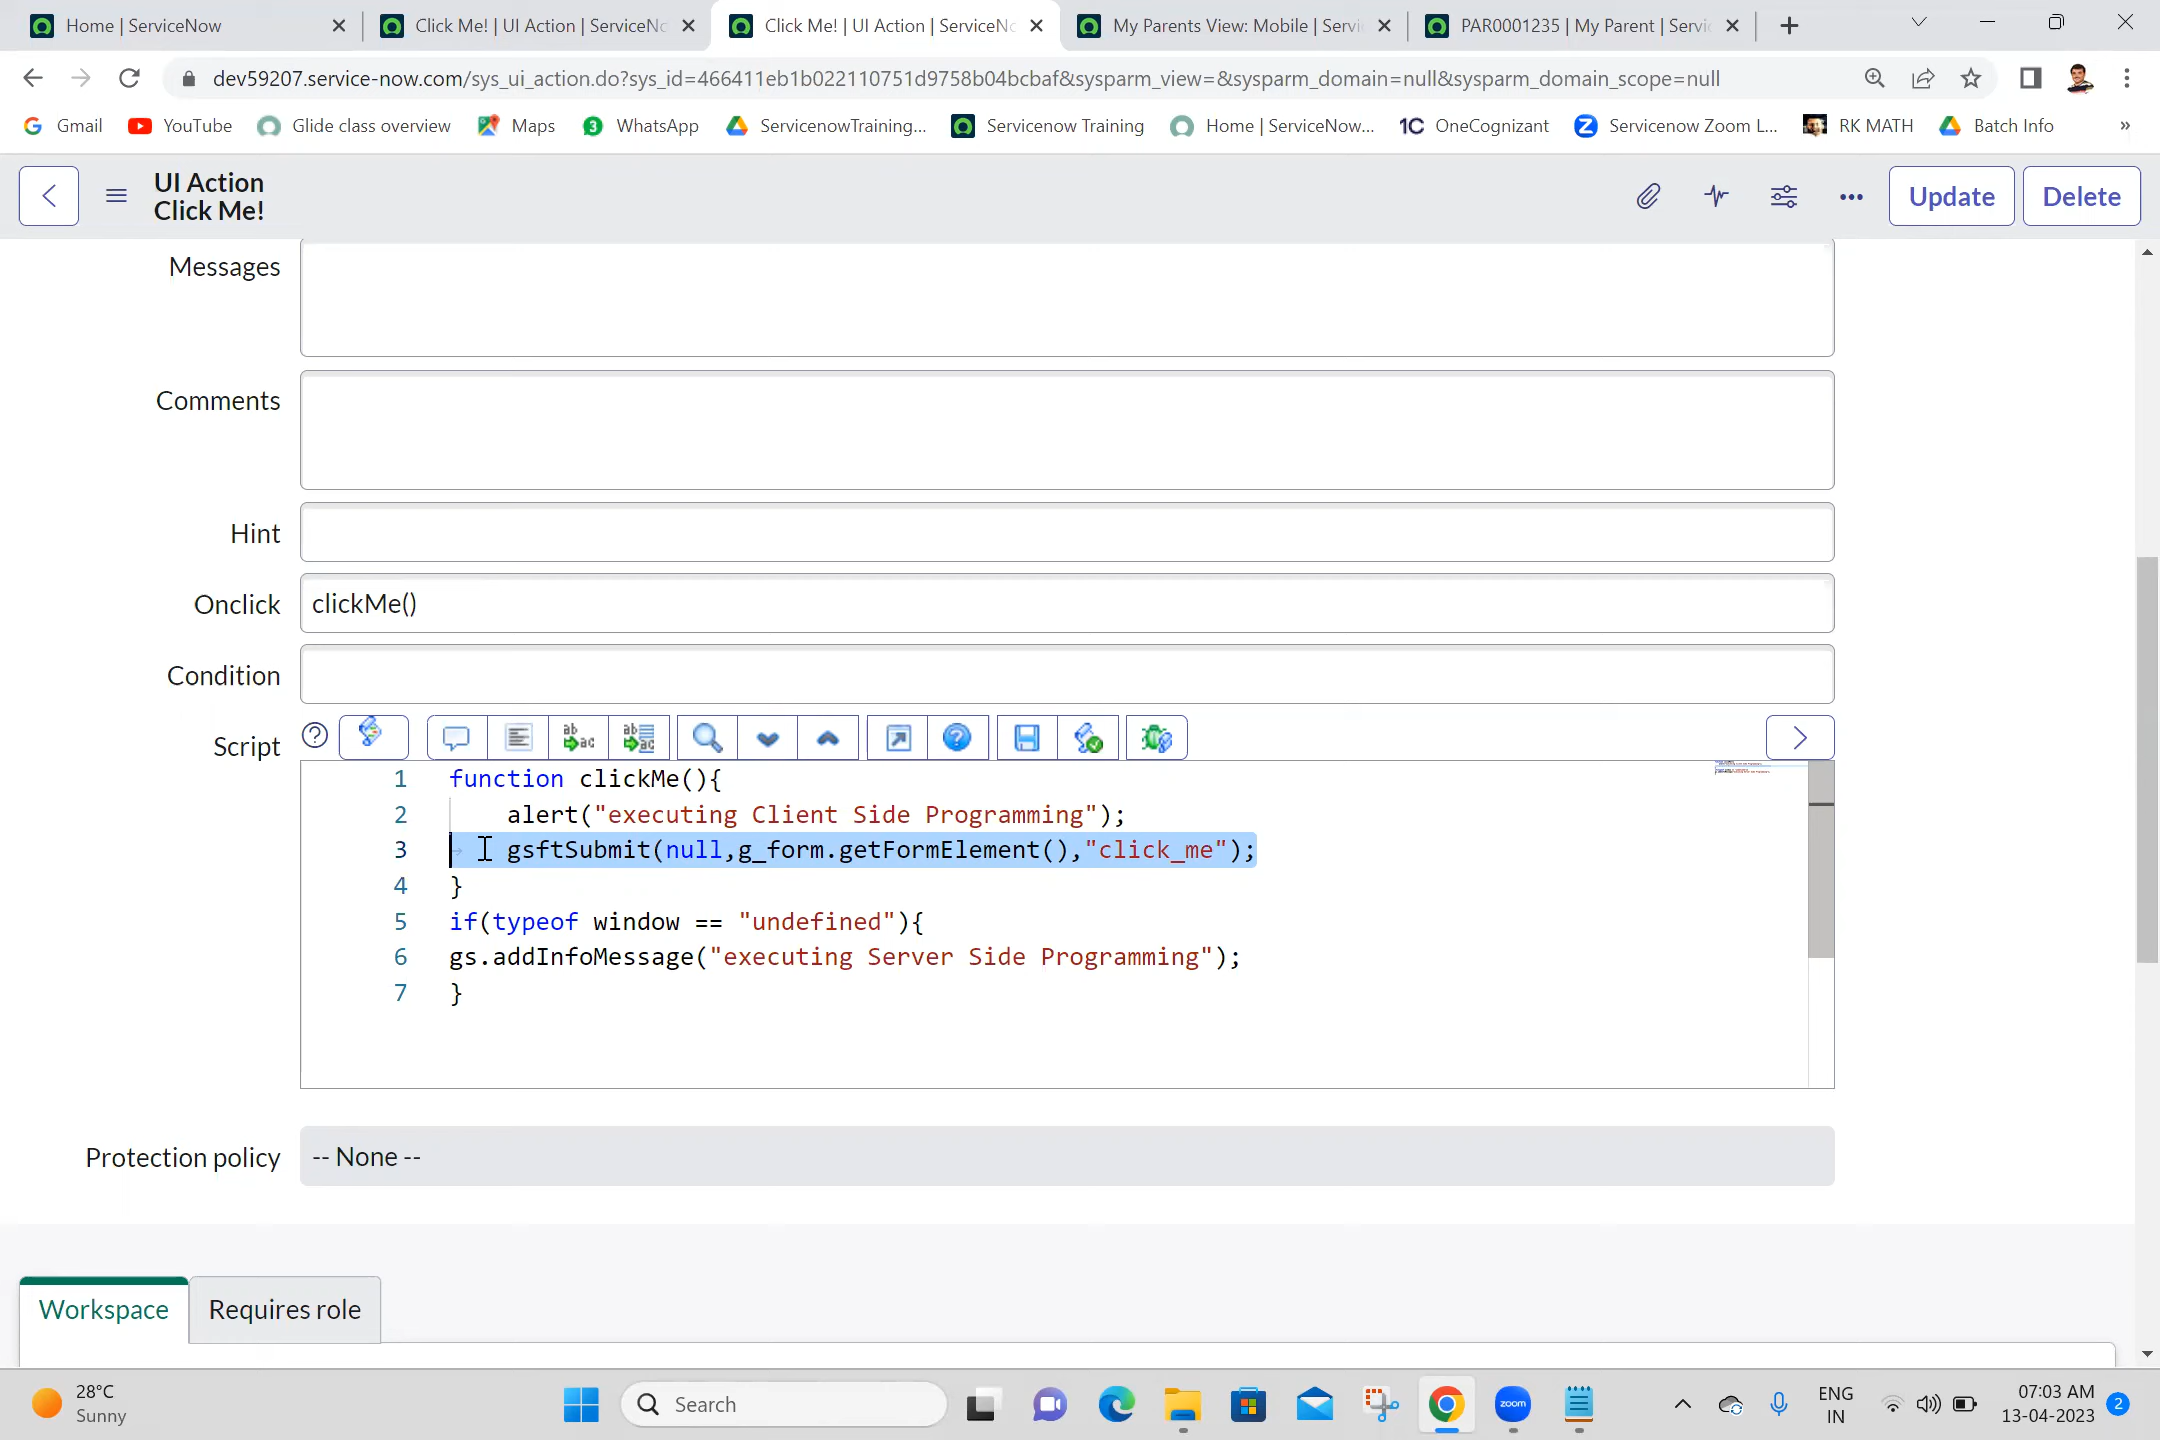 Home | ServiceNow
Click Me! | UI Action | ServiceNo
Click Me! | UI Action | ServiceNo
My Parents View: Mobile | Servi
PAR0001235 | My Parent | Servi
dev59207.service-now.com/sys_ui_action.do?sys_id=466411eb1b022110751d9758b04bcbaf&sysparm_view=&sysparm_domain=null&sysparm_domain_scope=null
Gmail
YouTube
Glide class overview
Maps
3 WhatsApp
ServicenowTraining...
Servicenow Training
Home | ServiceNow...
1C OneCognizant
Z Servicenow Zoom L...
RK MATH
Batch Info
»
UI Action
Click Me!
Update
Delete
Messages
Comments
Hint
Onclick
clickMe()
Condition
Script
1 function clickMe(){
2 alert("executing Client Side Programming");
3 gsftSubmit(null,g_form.getFormElement(),"click_me");
4 }
5 if(typeof window == "undefined"){
6 gs.addInfoMessage("executing Server Side Programming");
7 }
Protection policy
-- None --
Workspace
Requires role
28°C
Sunny
Search
zoom
ENG
IN
07:03 AM
13-04-2023
2